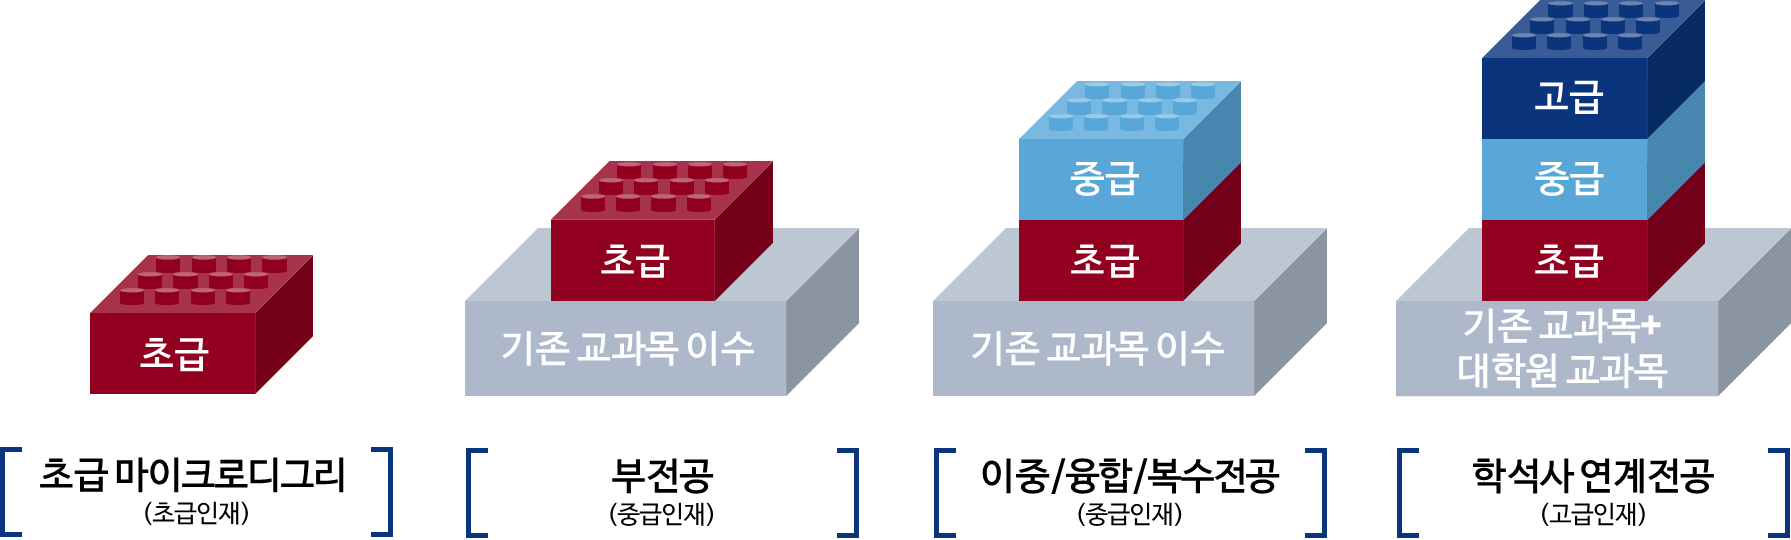 초급
초급 마이크로디그리
(초급인재)
초급
기존 교과목 이수
부전공
(중급인재)
중급
초급
기존 교과목 이수
이중/융합/복수전공
(중급인재)
고급
중급
초급
기존 교과목+
대학원 교과목
학석사 연계전공
(고급인재)